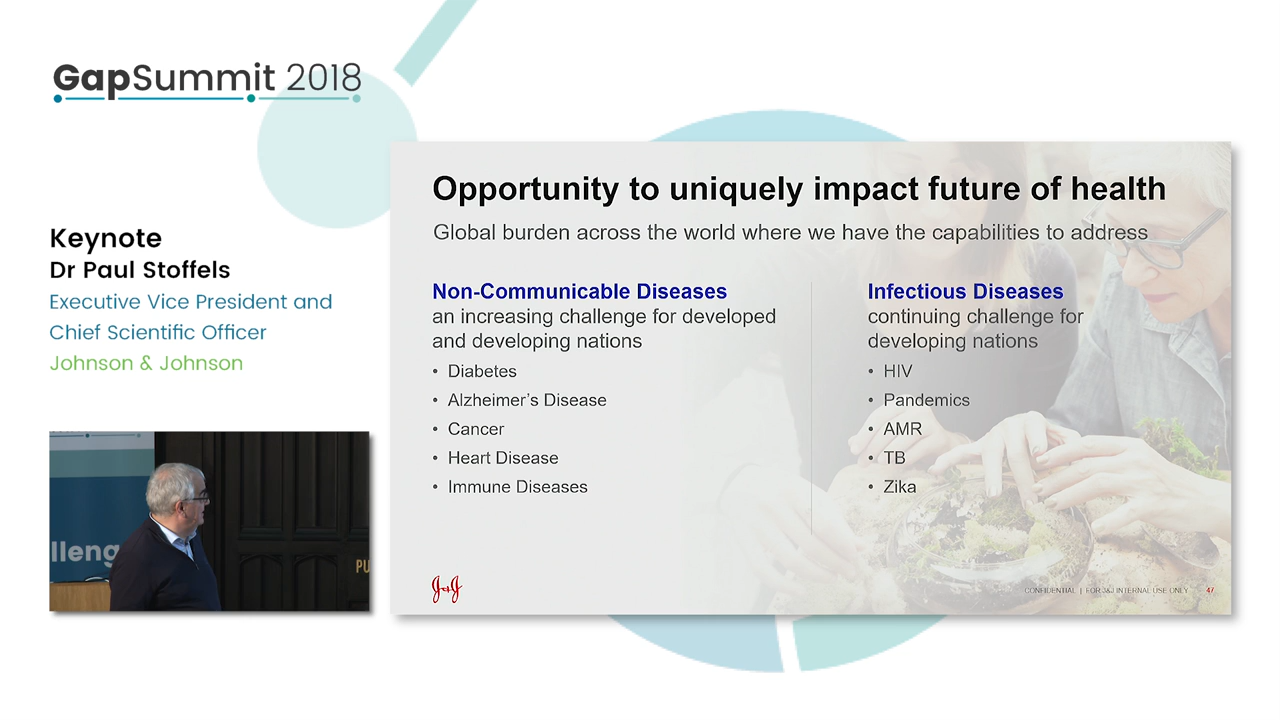 GapSummit 2018
Keynote
Dr Paul Stoffels
Executive Vice President and
Chief Scientific Officer
Johnson & Johnson
lleng
PU
Opportunity to uniquely impact future of health
Global burden across the world where we have the capabilities to address
Non-Communicable Diseases
an increasing challenge for developed
and developing nations
• Diabetes
• Alzheimer’s Disease
• Cancer
• Heart Disease
• Immune Diseases
Infectious Diseases
continuing challenge for
developing nations
• HIV
• Pandemics
• AMR
• TB
• Zika
J&J
CONFIDENTIAL | FOR J&J INTERNAL USE ONLY 47